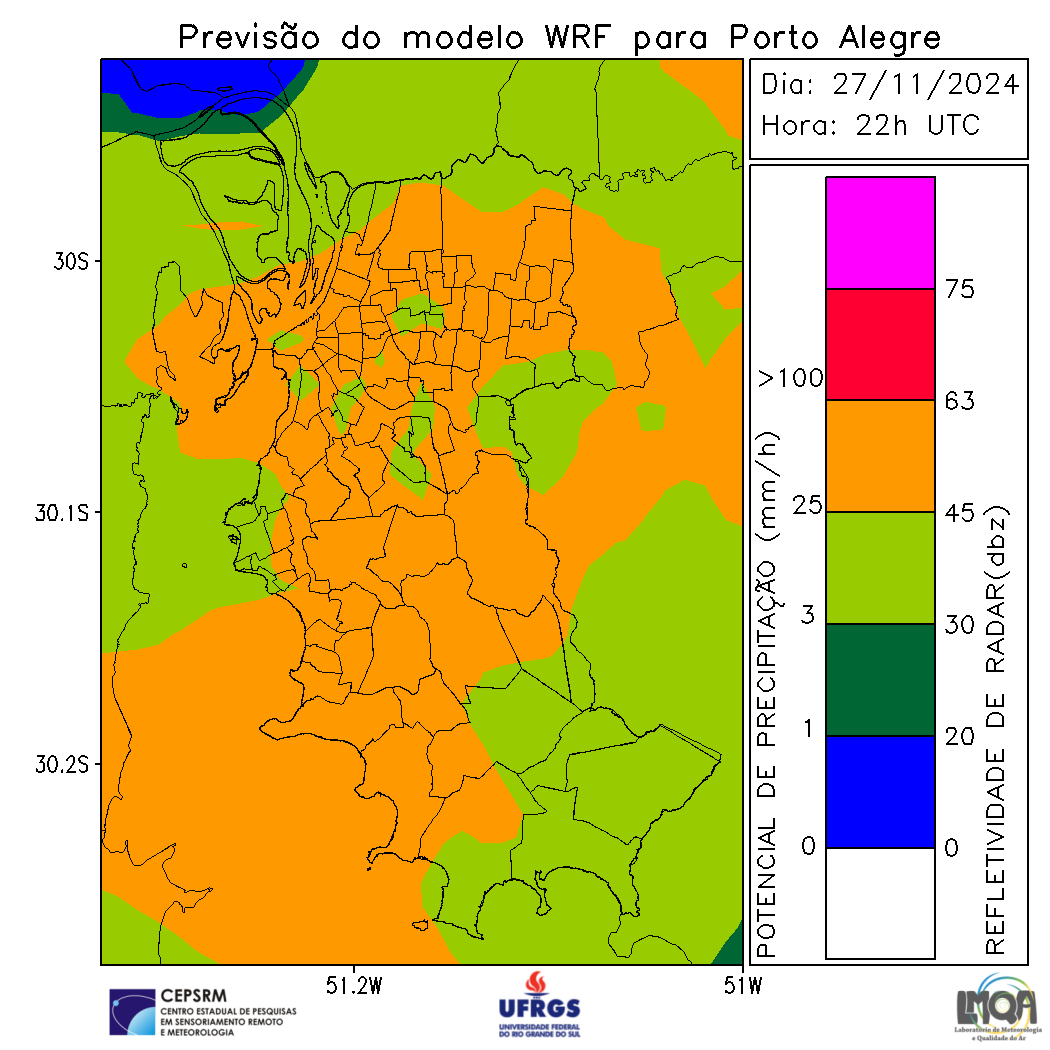 Previsão do modelo WRF para Porto Alegre
Dia: 27/11/2024
Hora: 22h UTC
30S
30.1S
30.2S
51.2W
51W
POTENCIAL DE PRECIPITAÇÃO (mm/h)
>100
25
3
1
0
75
63
45
30
20
0
REFLETIVIDADE DE RADAR(dbz)
CEPSRM
CENTRO ESTADUAL DE PESQUISAS
EM SENSORIAMENTO REMOTO
E METEOROLOGIA
UFRGS
UNIVERSIDADE FEDERAL
DO RIO GRANDE DO SUL
LMQA
Laboratório de Meteorologia
e Qualidade do Ar